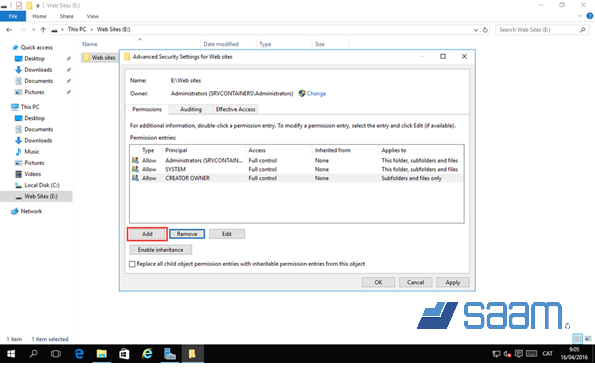 Web Sites (E:)
File Home Share View
This PC Web Sites (E:)
Search Web Sites (E:)
Name Date modified Type Size
Quick access
Desktop
Downloads
Documents
Pictures
This PC
Desktop
Documents
Downloads
Music
Pictures
Videos
Local Disk (C:)
Web Sites (E:)
Network
Web sites
Advanced Security Settings for Web sites
Name: E:\Web sites
Owner: Administrators (SRVCONTAINERS\Administrators) Change
Permissions Auditing Effective Access
For additional information, double-click a permission entry. To modify a permission entry, select the entry and click Edit (if available).
Permission entries:
Type Principal Access Inherited from Applies to
Allow Administrators (SRVCONTAIN... Full control None This folder, subfolders and files
Allow SYSTEM Full control None This folder, subfolders and files
Allow CREATOR OWNER Full control None Subfolders and files only
Add Remove Edit
Enable inheritance
Replace all child object permission entries with inheritable permission entries from this object
OK Cancel Apply
saam.
1 item 1 item selected
CAT
9:05
16/04/2016